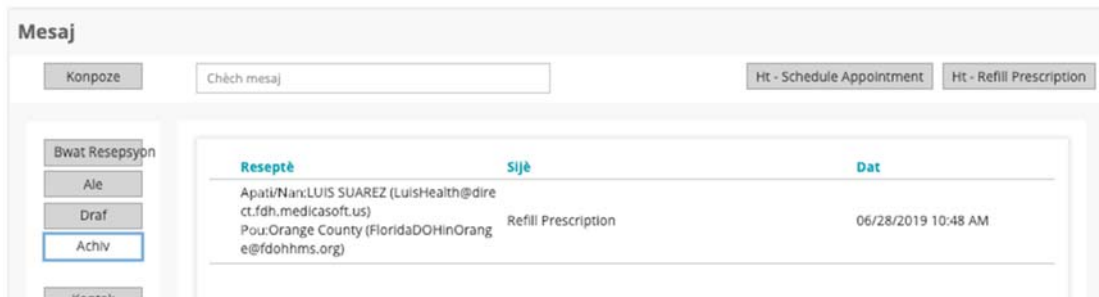 Mesaj
Konpoze
Chèch mesaj
Ht - Schedule Appointment
Ht - Refill Prescription
Bwat Resepsyon
Ale
Draf
Achiv
Kontak
Reseptè
Sijè
Dat
Apati/Nan:LUIS SUAREZ (LuisHealth@dire
ct.fdh.medicasoft.us)
Pou:Orange County (FloridaDOHinOrang
e@fdohhms.org)
Refill Prescription
06/28/2019 10:48 AM